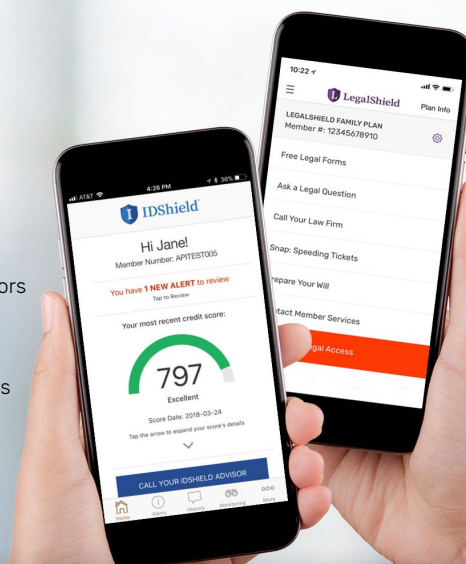 ors
s
AT&T
4:26 PM
36%
IDShield
Hi Jane!
Member Number: APITEST005
You have 1 NEW ALERT to review
Tap to Review
Your most recent credit score:
797
Excellent
Score Date: 2018-03-24
Tap the arrow to expand your score's details
CALL YOUR IDSHIELD ADVISOR
Home
Alerts
History
Monitoring
More
10:22
LegalShield
Plan Info
LEGALSHIELD FAMILY PLAN
Member #: 12345678910
Free Legal Forms
Ask a Legal Question
Call Your Law Firm
Snap: Speeding Tickets
repare Your Will
ntact Member Services
egal Access